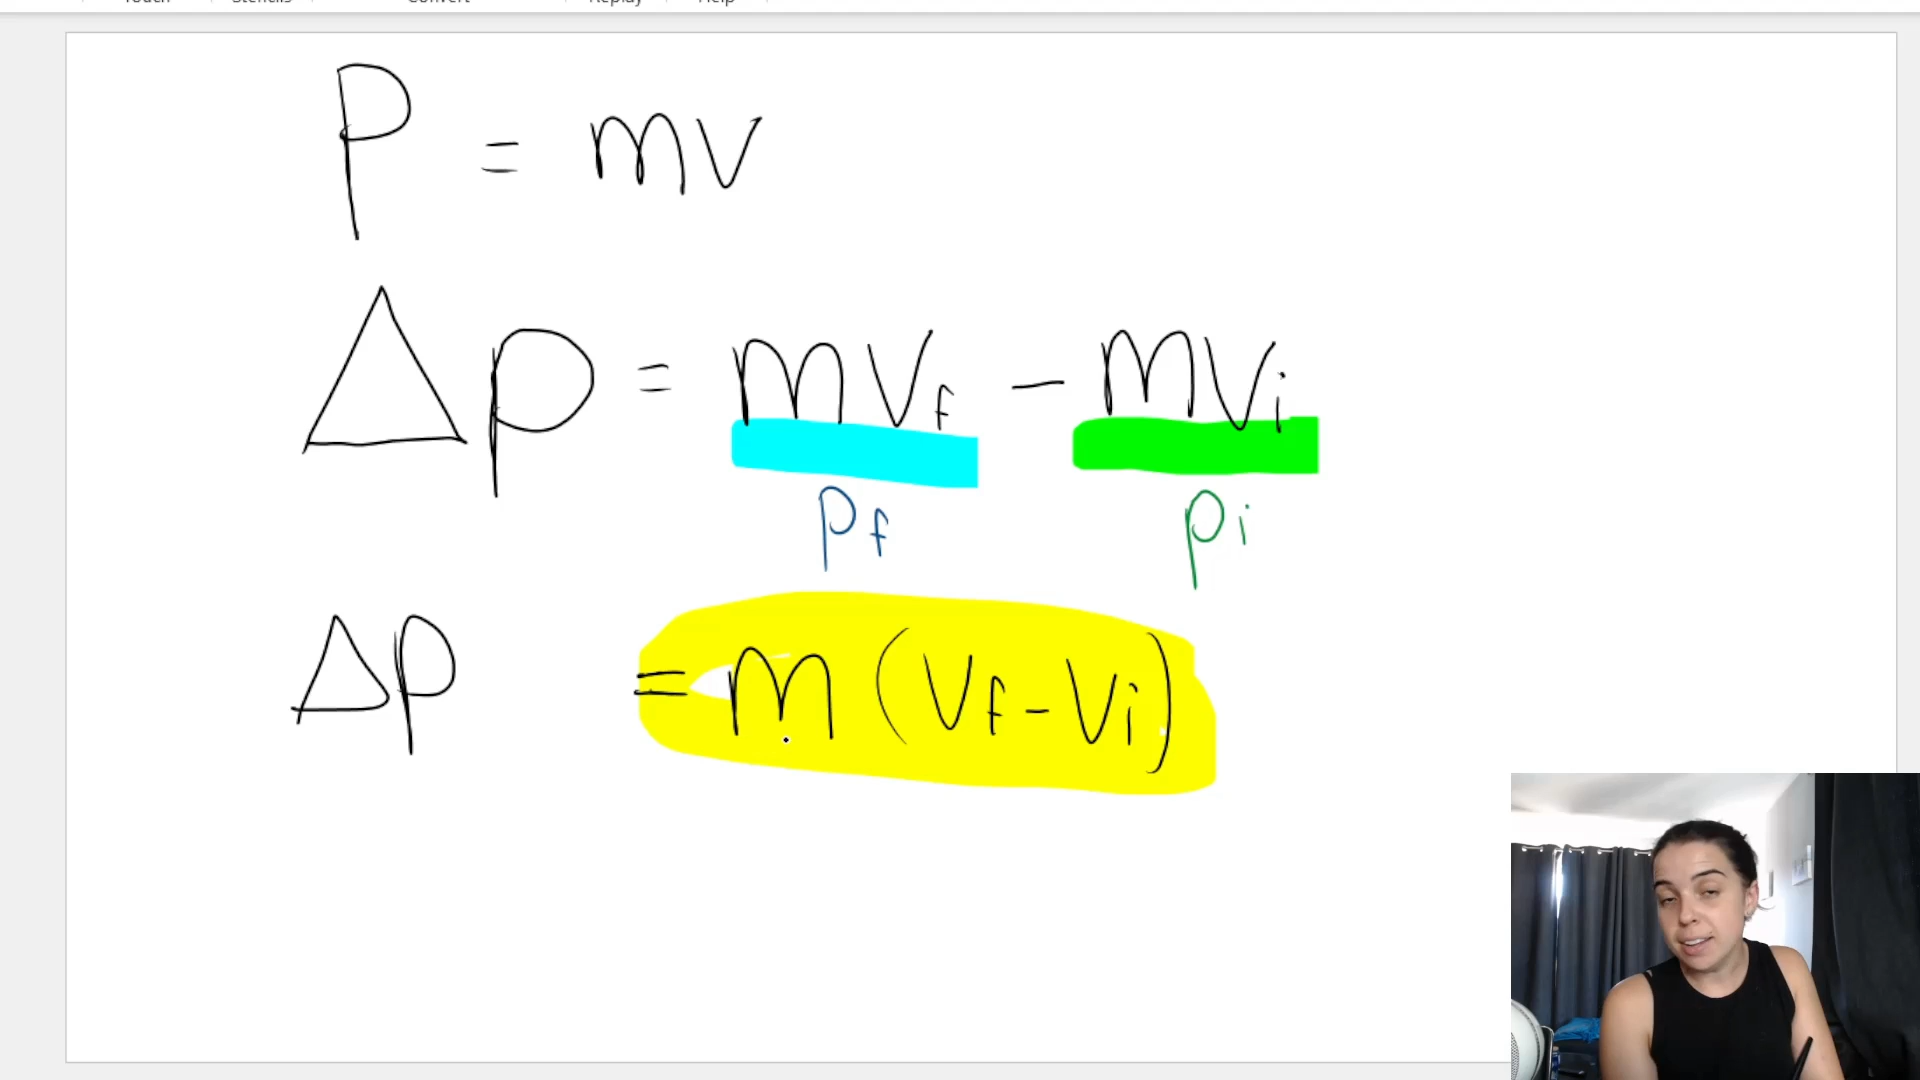 P = mv
Δp = mvf - mvi
pf pi
Δp = m(vf - vi)